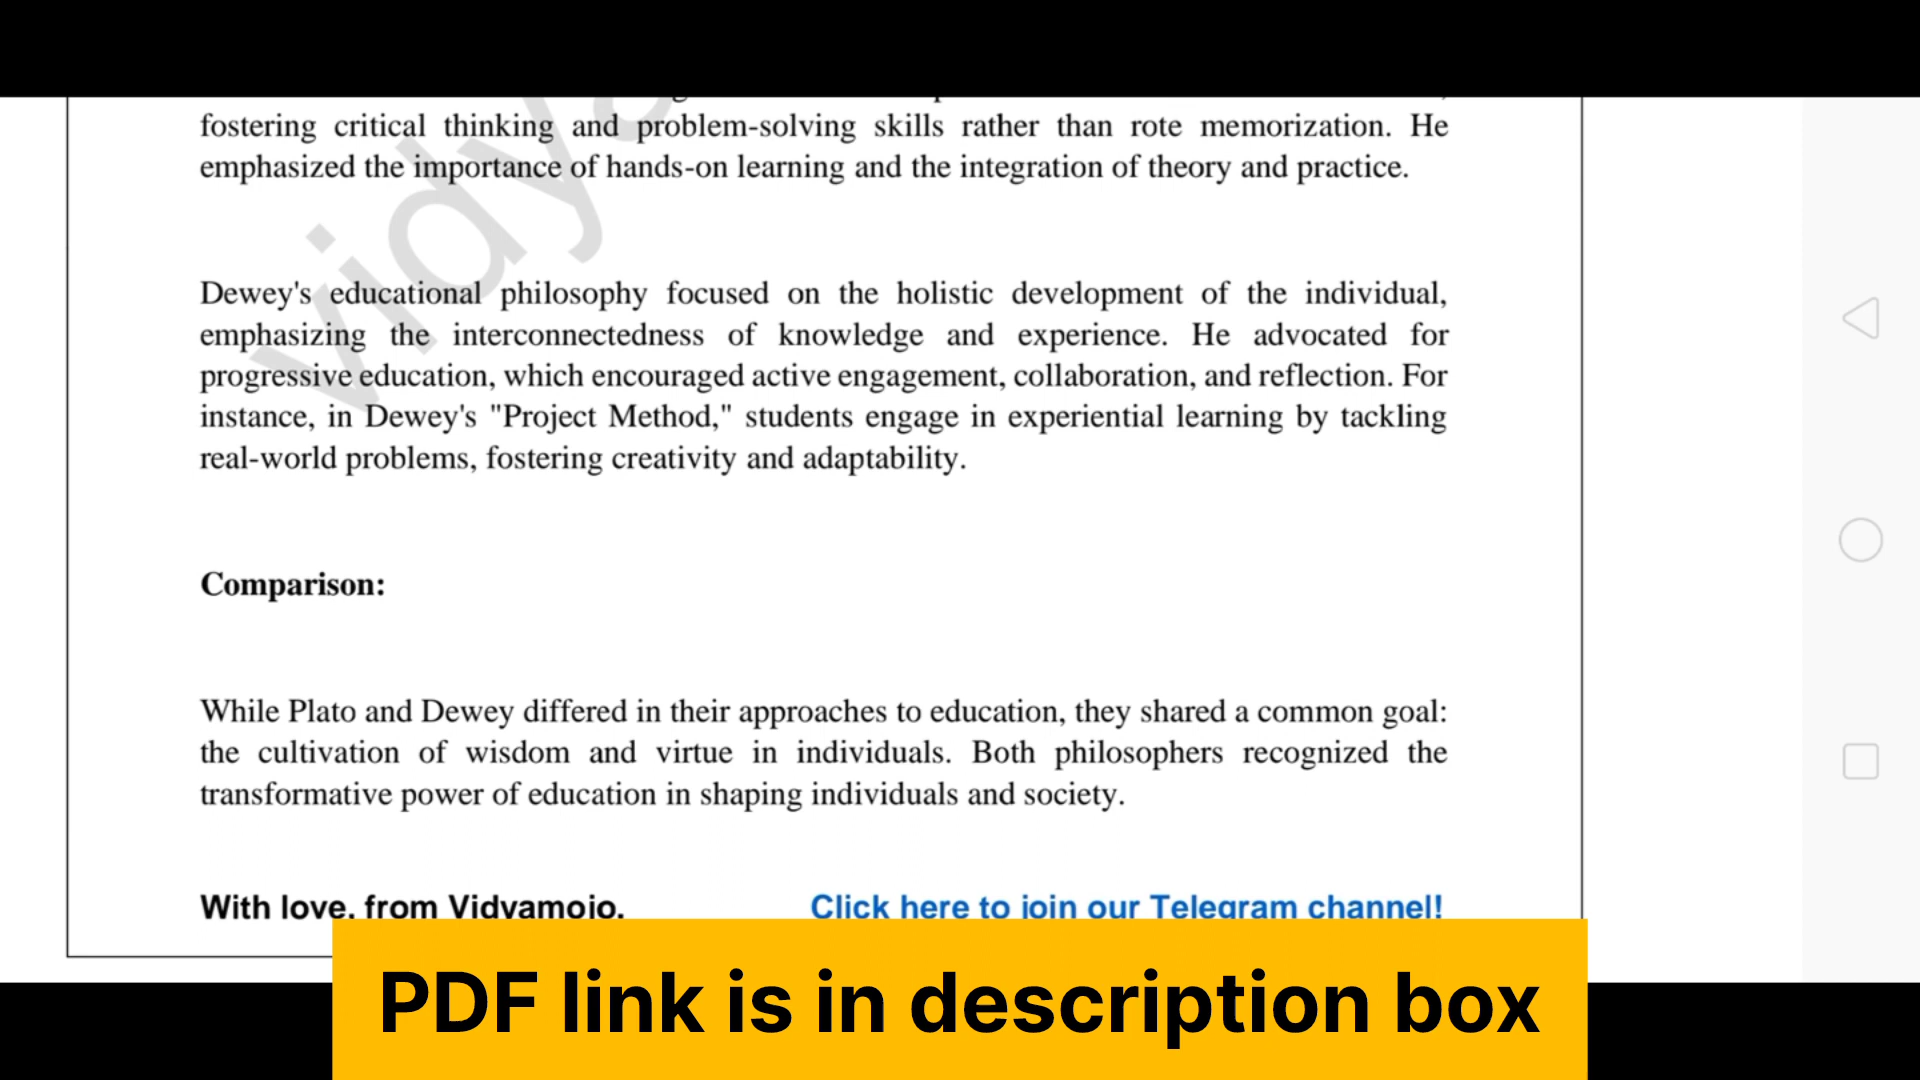 fostering critical thinking and problem-solving skills rather than rote memorization. He
emphasized the importance of hands-on learning and the integration of theory and practice.
Dewey's educational philosophy focused on the holistic development of the individual,
emphasizing the interconnectedness of knowledge and experience. He advocated for
progressive education, which encouraged active engagement, collaboration, and reflection. For
instance, in Dewey's "Project Method," students engage in experiential learning by tackling
real-world problems, fostering creativity and adaptability.
Comparison:
While Plato and Dewey differed in their approaches to education, they shared a common goal:
the cultivation of wisdom and virtue in individuals. Both philosophers recognized the
transformative power of education in shaping individuals and society.
With love, from Vidyamojo.
Click here to join our Telegram channel!
PDF link is in description box
vidya